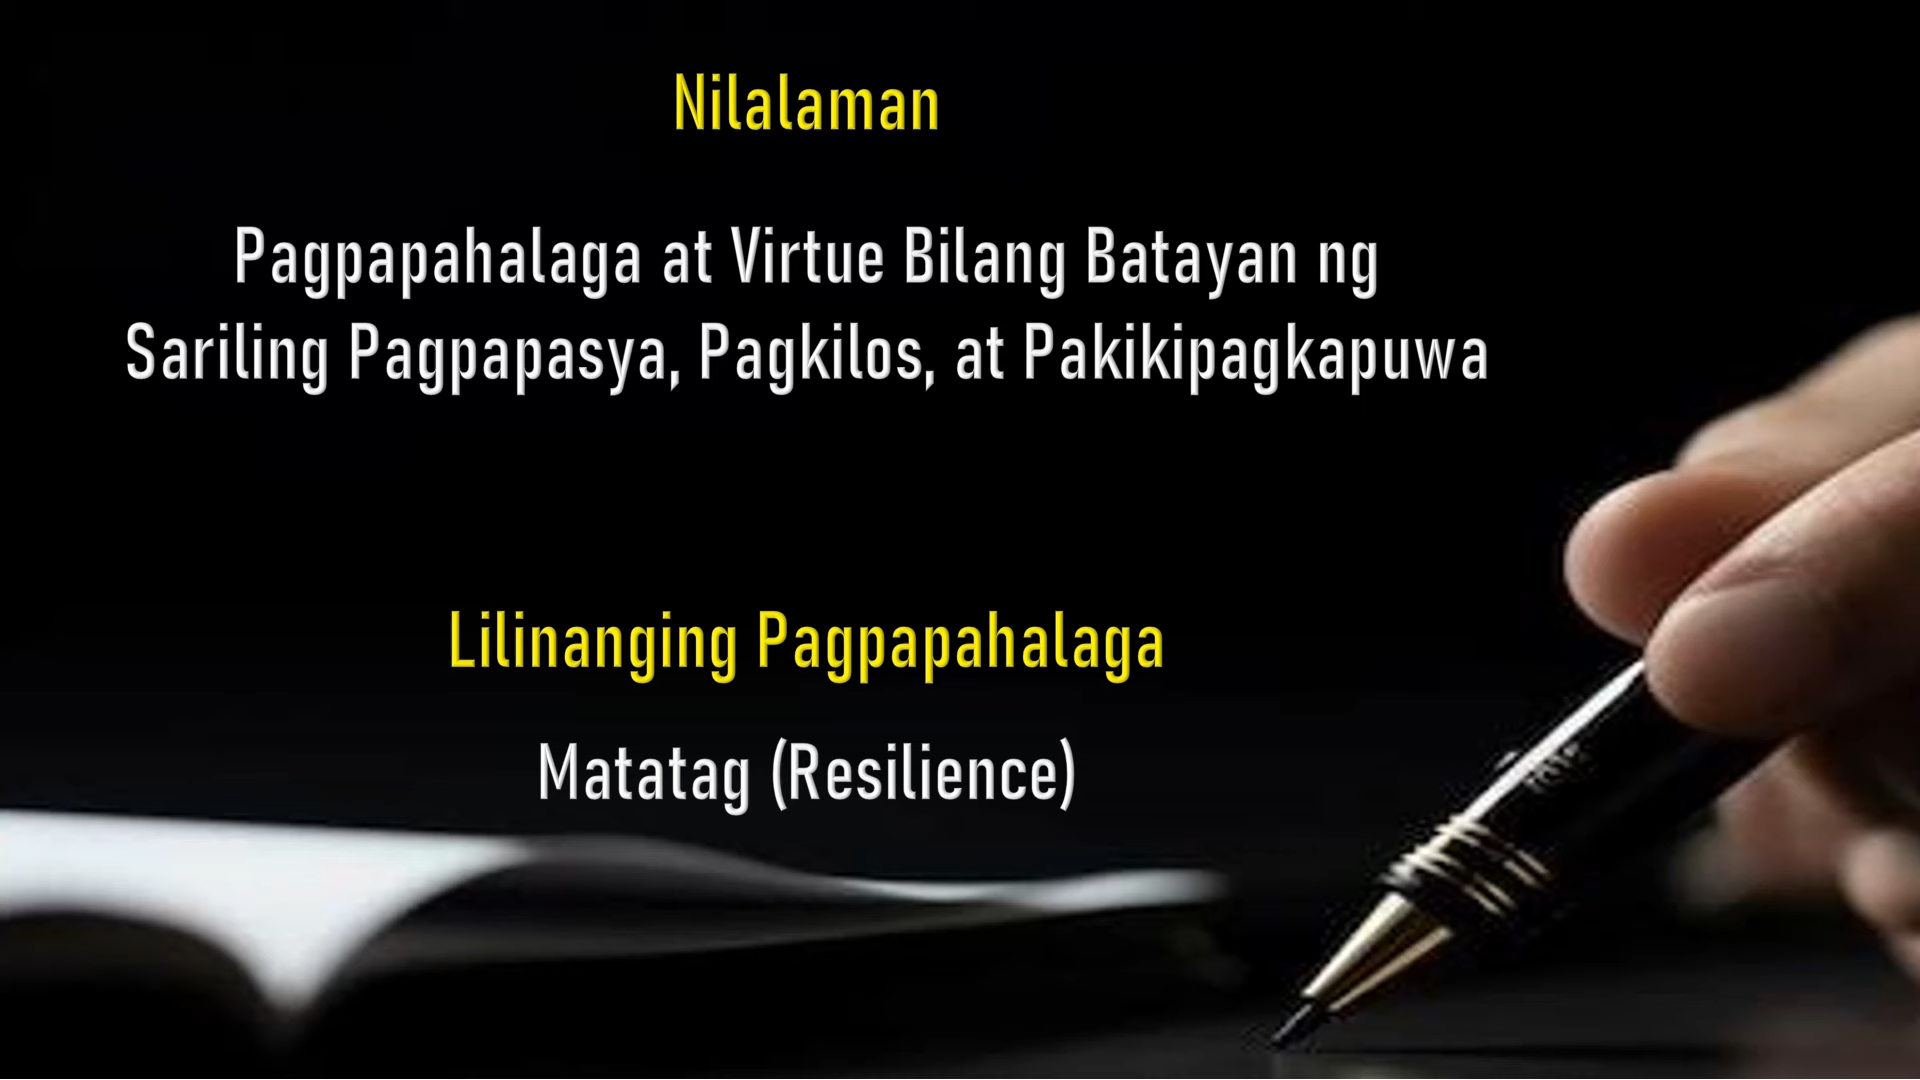 Nilalaman
Pagpapahalaga at Virtue Bilang Batayan ng
Sariling Pagpapasya, Pagkilos, at Pakikipagkapuwa
Lilinanging Pagpapahalaga
Matatag (Resilience)